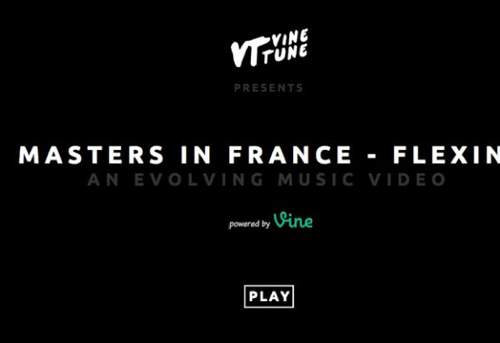 VT VINE
TUNE
PRESENTS
MASTERS IN FRANCE - FLEXIN
AN EVOLVING MUSIC VIDEO
powered by Vine
PLAY